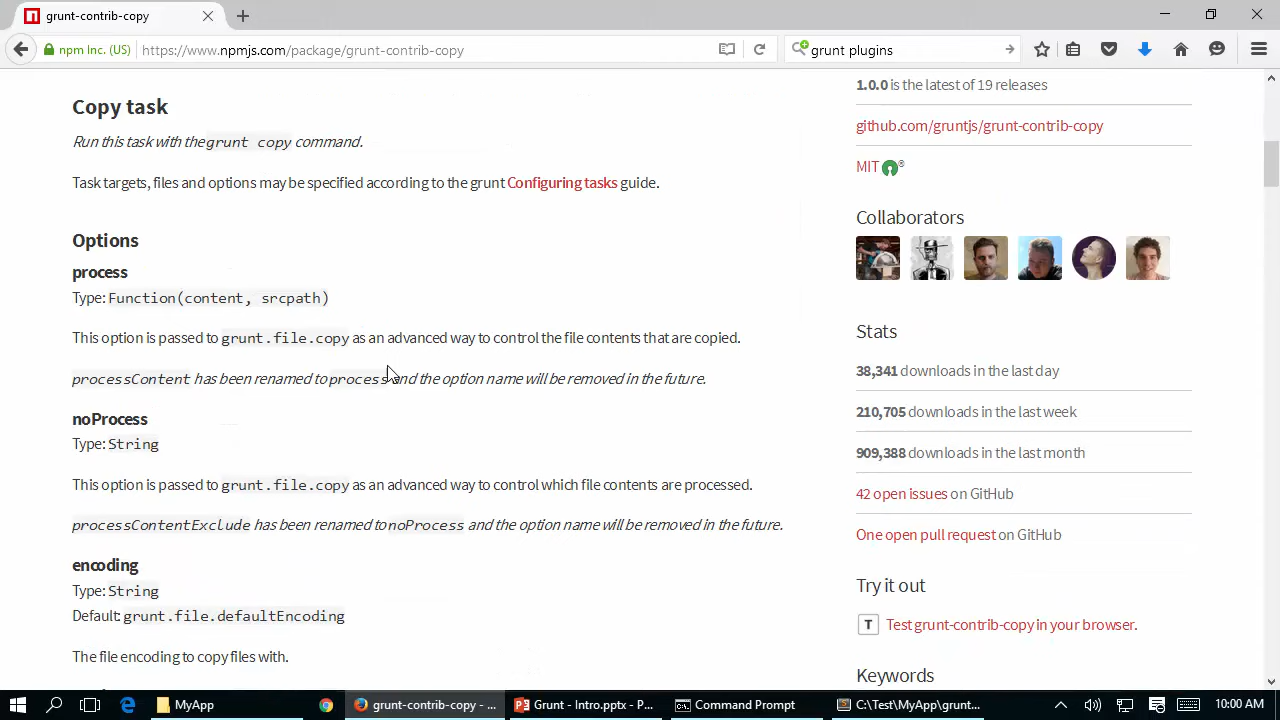 grunt-contrib-copy
npm Inc. (US)
https://www.npmjs.com/package/grunt-contrib-copy
grunt plugins
Copy task
Run this task with the grunt copy command.
Task targets, files and options may be specified according to the grunt Configuring tasks guide.
Options
process
Type: Function(content, srcpath)
This option is passed to grunt.file.copy as an advanced way to control the file contents that are copied.
processContent has been renamed to process and the option name will be removed in the future.
noProcess
Type: String
This option is passed to grunt.file.copy as an advanced way to control which file contents are processed.
processContentExclude has been renamed to noProcess and the option name will be removed in the future.
encoding
Type: String
Default: grunt.file.defaultEncoding
The file encoding to copy files with.
1.0.0 is the latest of 19 releases
github.com/gruntjs/grunt-contrib-copy
MIT ®
Collaborators
Stats
38,341 downloads in the last day
210,705 downloads in the last week
909,388 downloads in the last month
42 open issues on GitHub
One open pull request on GitHub
Try it out
T Test grunt-contrib-copy in your browser.
Keywords
MyApp
grunt-contrib-copy - ...
Grunt - Intro.pptx - P...
Command Prompt
C:\Test\MyApp\grunt...
10:00 AM